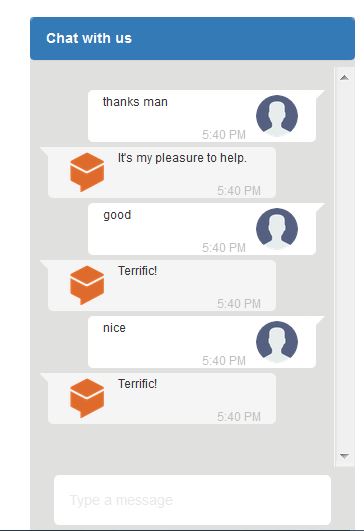 Chat with us
thanks man
5:40 PM
It's my pleasure to help.
5:40 PM
good
5:40 PM
Terrific!
5:40 PM
nice
5:40 PM
Terrific!
5:40 PM
Type a message